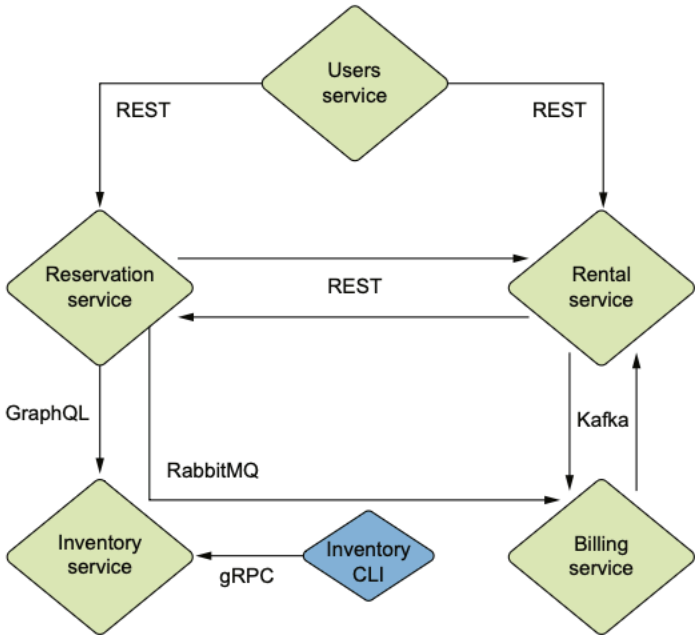 Users
service
REST
REST
Reservation
service
REST
Rental
service
GraphQL
Kafka
RabbitMQ
Inventory
service
gRPC
Inventory
CLI
Billing
service